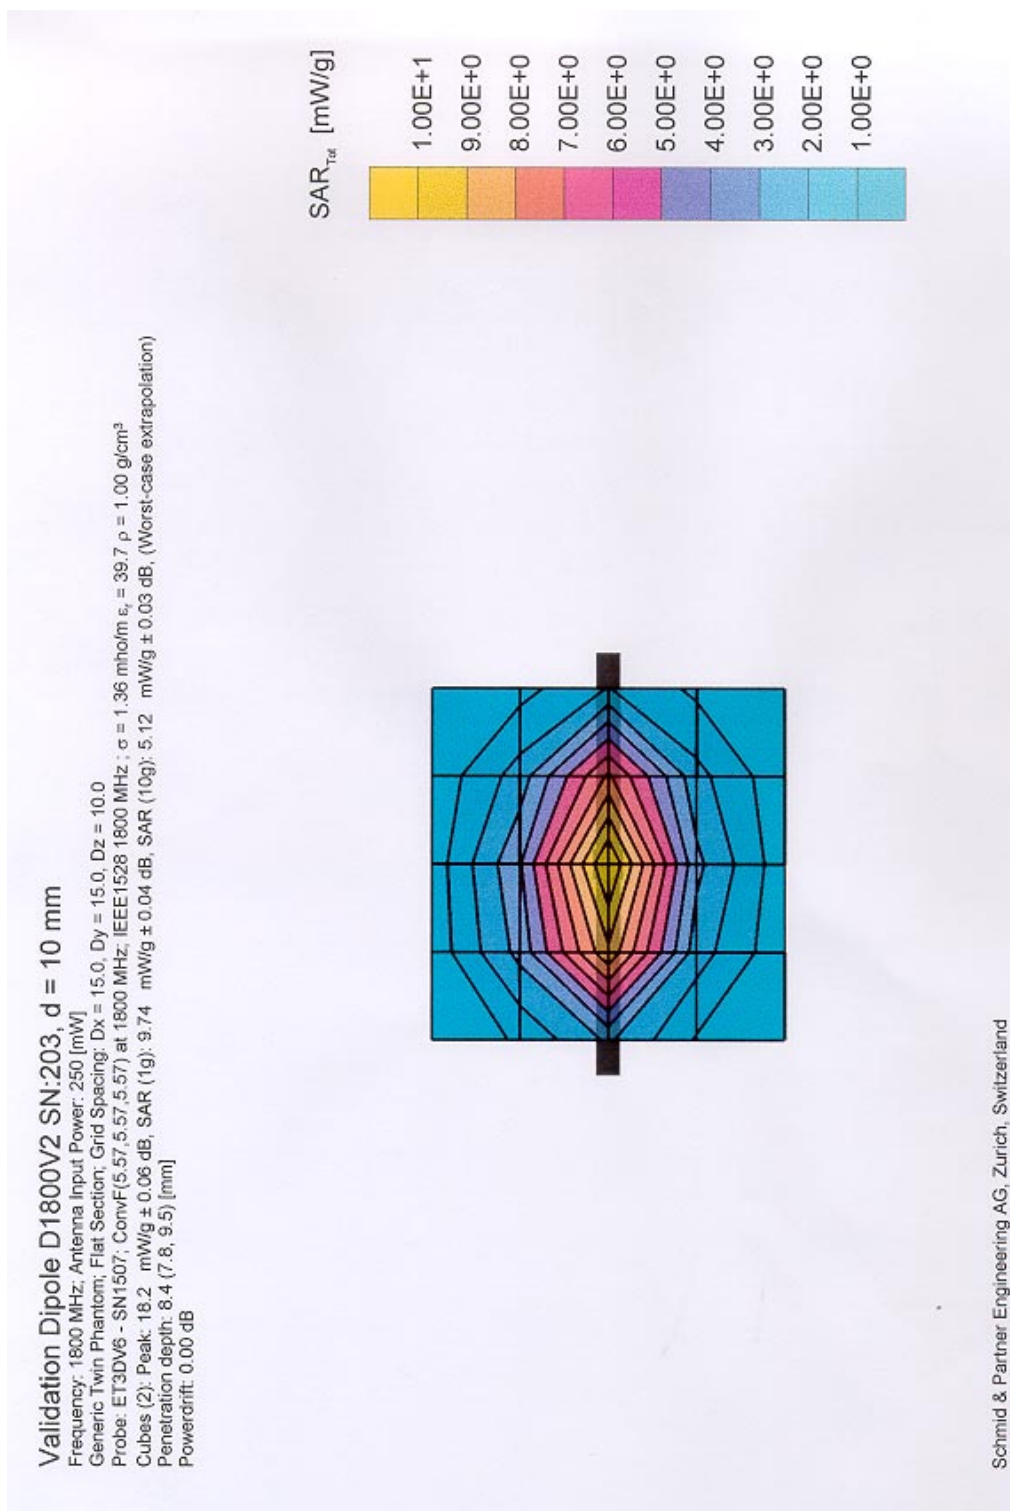 Validation Dipole D1800V2 SN:203, d = 10 mm
Frequency: 1800 MHz; Antenna Input Power: 250 [mW]
Generic Twin Phantom; Flat Section; Grid Spacing: Dx = 15.0, Dy = 15.0, Dz = 10.0
Probe: ET3DV6 - SN1507; ConvF(5.57,5.57,5.57) at 1800 MHz; IEEE1528 1800 MHz ; σ = 1.36 mho/m εr = 39.7 ρ = 1.00 g/cm³
Cubes (2): Peak: 18.2 mW/g ± 0.06 dB, SAR (1g): 9.74 mW/g ± 0.04 dB, SAR (10g): 5.12 mW/g ± 0.03 dB, (Worst-case extrapolation)
Penetration depth: 8.4 (7.8, 9.5) [mm]
Powerdrift: 0.00 dB
SARTot [mW/g]
1.00E+1
9.00E+0
8.00E+0
7.00E+0
6.00E+0
5.00E+0
4.00E+0
3.00E+0
2.00E+0
1.00E+0
Schmid & Partner Engineering AG, Zurich, Switzerland